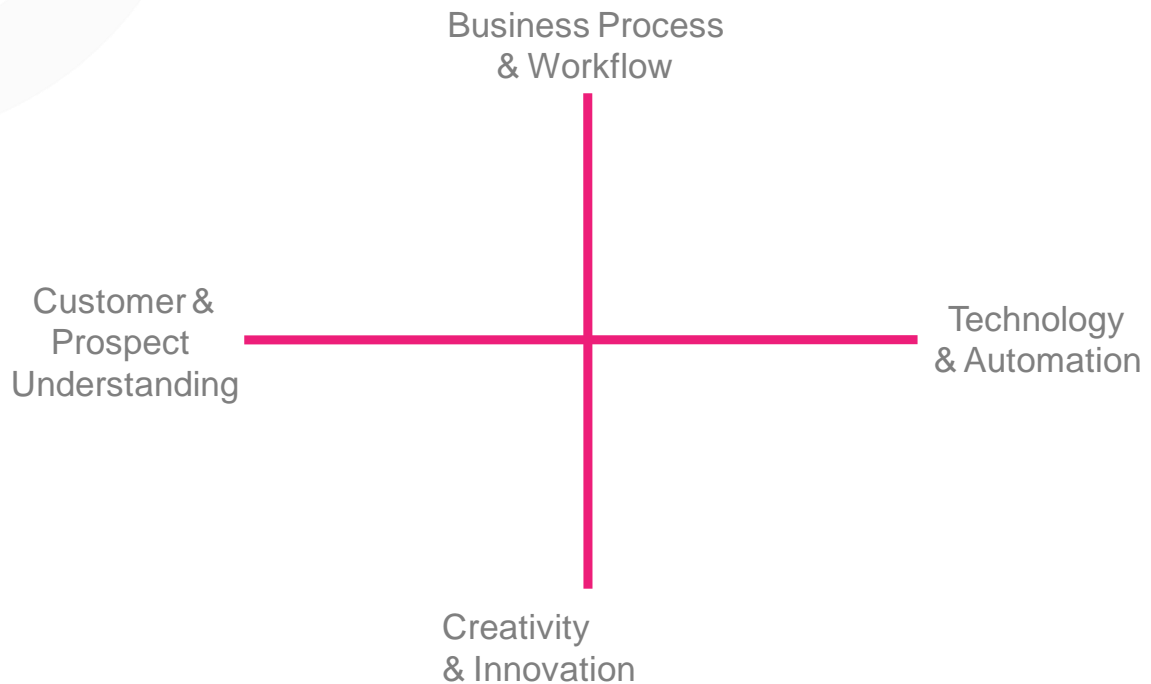 Business Process
& Workflow
Customer &
Prospect
Understanding
Technology
& Automation
Creativity
& Innovation